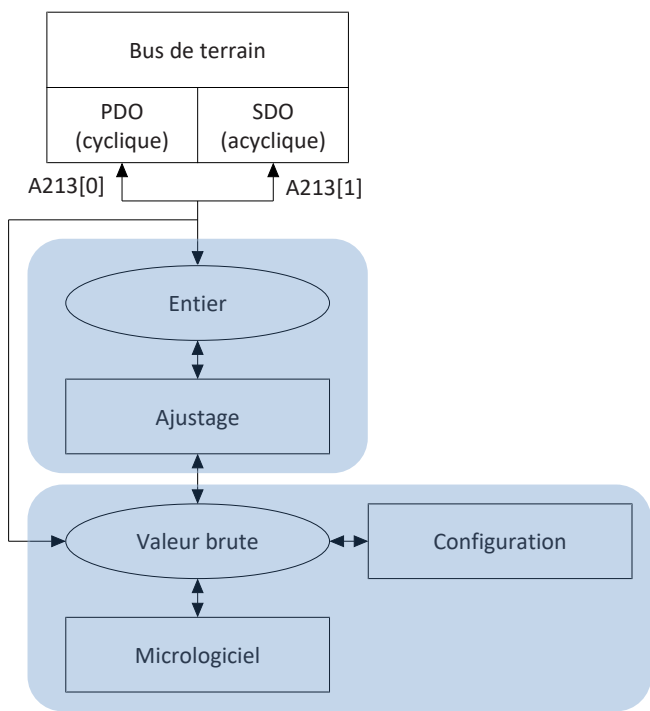 Bus de terrain
PDO
(cyclique)
SDO
(acyclique)
A213[0]
A213[1]
Entier
Ajustage
Valeur brute
Configuration
Micrologiciel